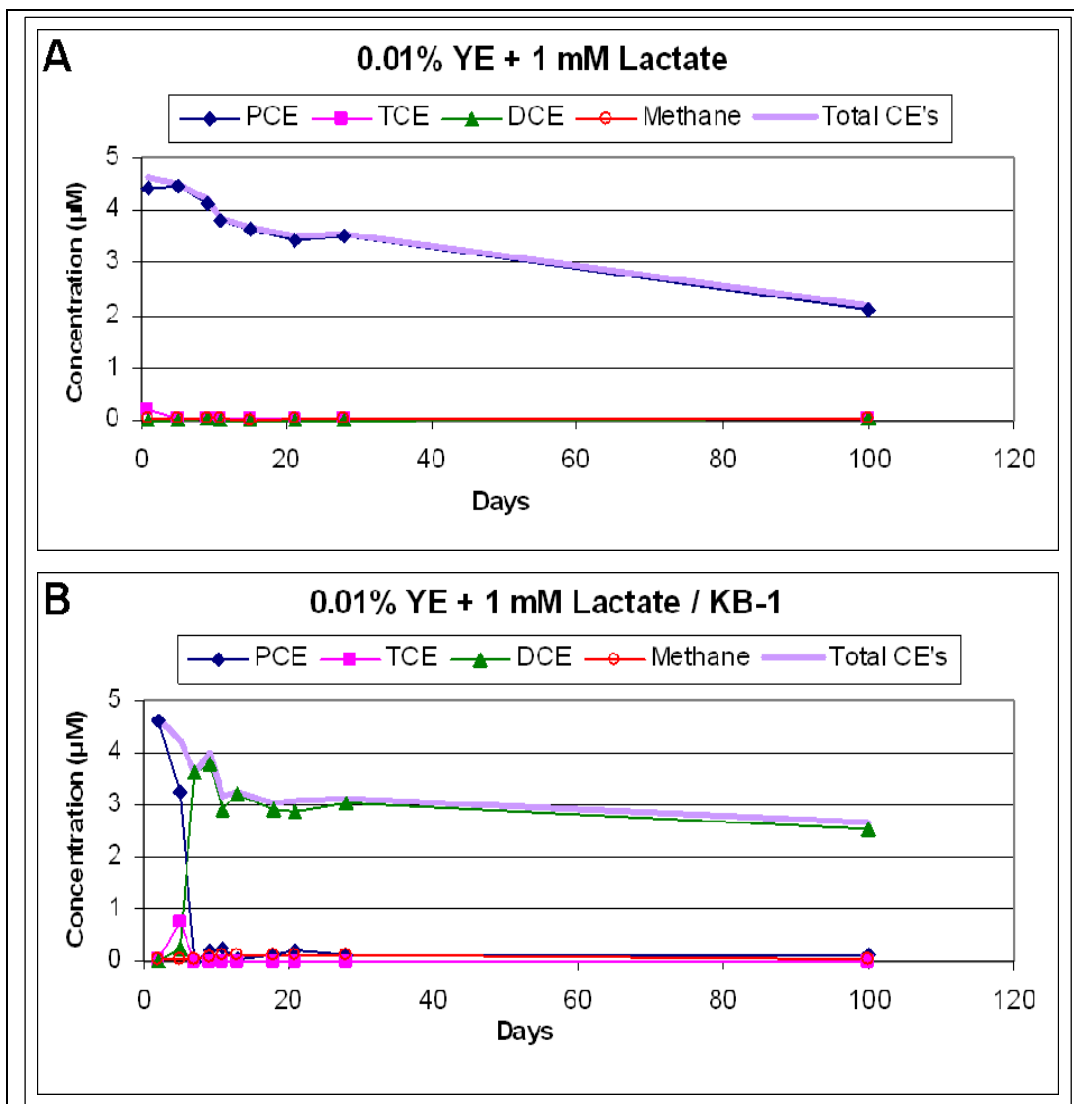 A
0.01% YE + 1 mM Lactate
PCE TCE DCE Methane Total CE's
Concentration (µM)
5
4
3
2
1
0
0 20 40 60 80 100 120
Days
B
0.01% YE + 1 mM Lactate / KB-1
PCE TCE DCE Methane Total CE's
Concentration (µM)
5
4
3
2
1
0
0 20 40 60 80 100 120
Days